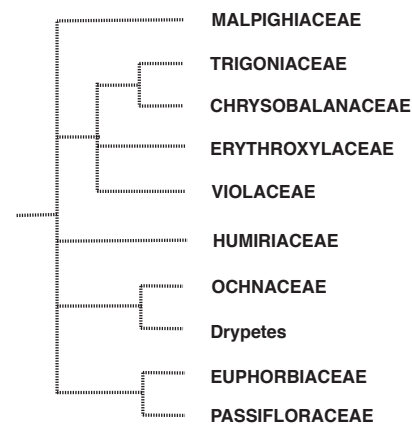 MALPIGHIACEAE
TRIGONIACEAE
CHRYSOBALANACEAE
ERYTHROXYLACEAE
VIOLACEAE
HUMIRIACEAE
OCHNACEAE
Drypetes
EUPHORBIACEAE
PASSIFLORACEAE